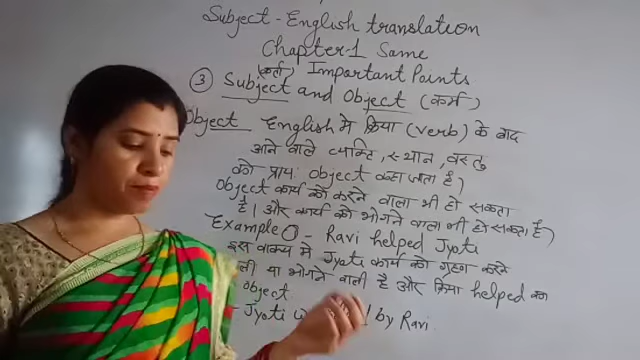 Subject - English translation
Chapter-1 Same
(कर्ता) Important Points
③ Subject and Object (कर्म)
Object English में क्रिया (verb) के बाद
आने वाले व्यक्ति, स्थान, वस्तु
को प्रायः object कहा जाता है।
Object कार्य को करने वाला भी हो सकता
है। और कार्य को भोगने वाला भी हो सकता है)
Example ① - Ravi helped Jyoti
इस वाक्य में Jyoti कार्य को ग्रहण करने
या भोगने वाली है और क्रिया helped का
object.
- Jyoti by Ravi.